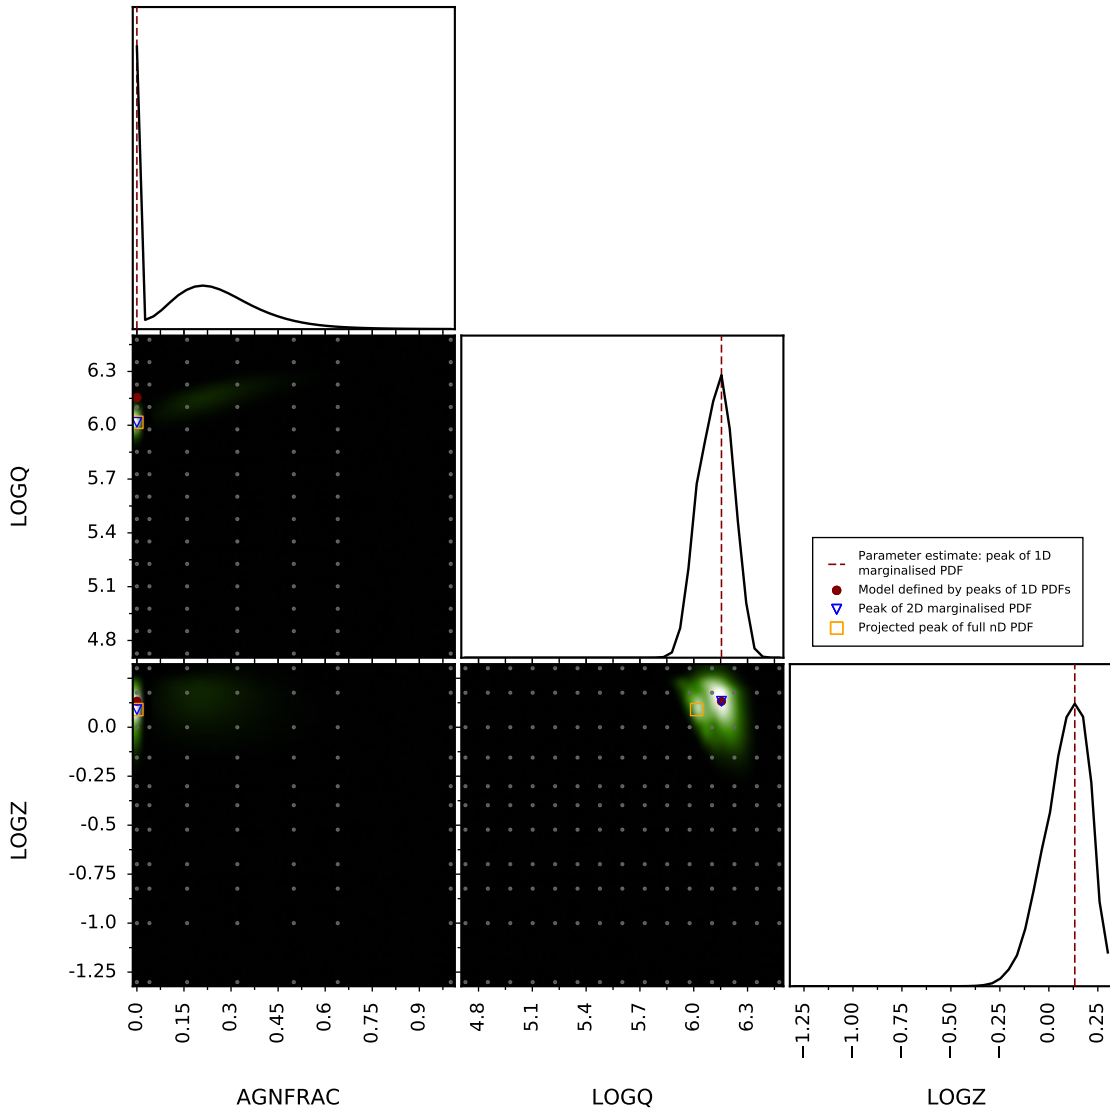 6.3
6.0
5.7
5.4
5.1
4.8
LOGQ
Parameter estimate: peak of 1D
marginalised PDF
Model defined by peaks of 1D PDFs
Peak of 2D marginalised PDF
Projected peak of full nD PDF
0.0
-0.25
-0.5
-0.75
-1.0
-1.25
LOGZ
0.0 0.15 0.3 0.45 0.6 0.75 0.9
4.8 5.1 5.4 5.7 6.0 6.3
−1.25 −1.00 −0.75 −0.50 −0.25 0.00 0.25
AGNFRAC LOGQ LOGZ